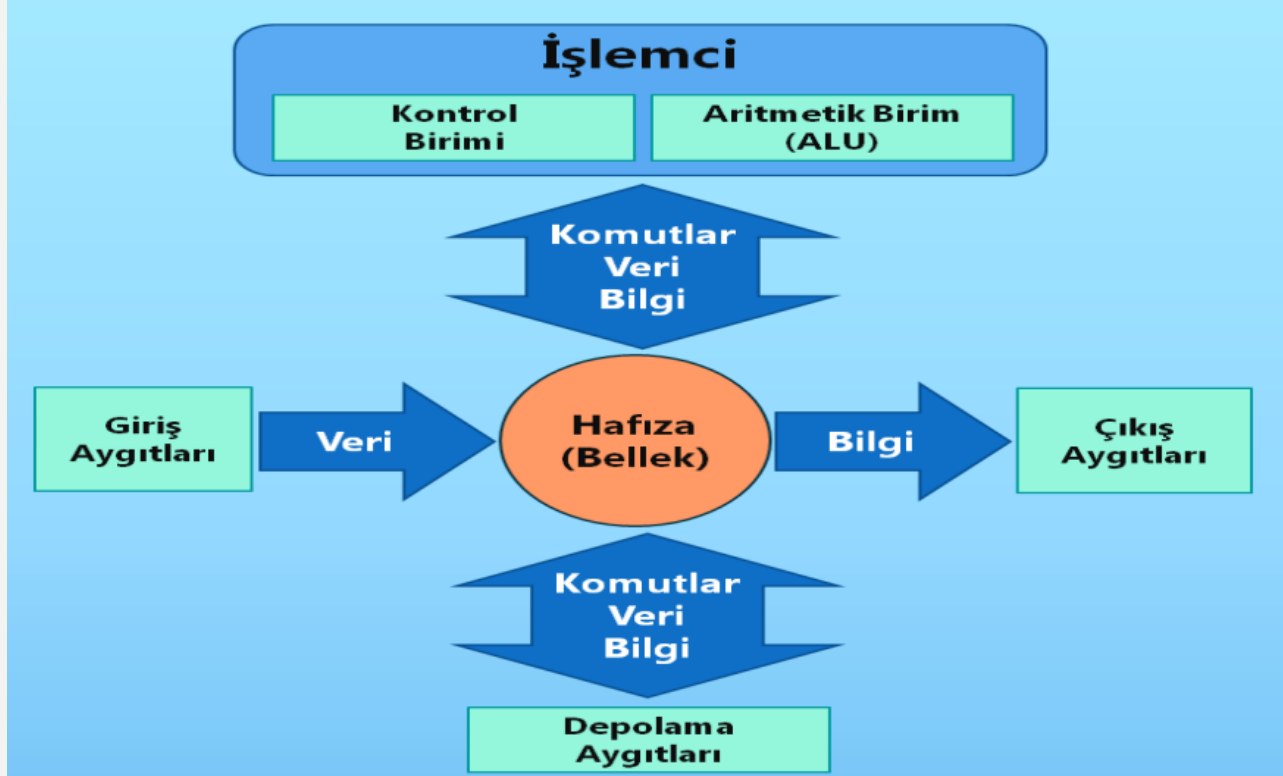 İşlemci
Kontrol
Birimi
Aritmetik Birim
(ALU)
Komutlar
Veri
Bilgi
Giriş
Aygıtları
Veri
Hafıza
(Bellek)
Bilgi
Çıkış
Aygıtları
Komutlar
Veri
Bilgi
Depolama
Aygıtları